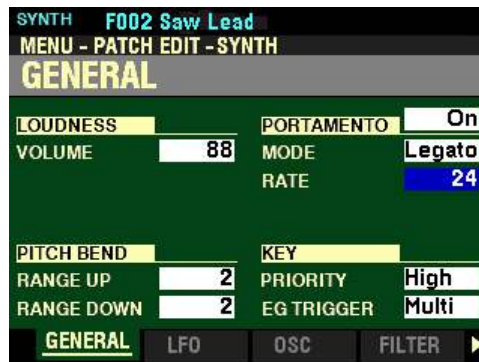 SYNTH F002 Saw Lead
MENU - PATCH EDIT - SYNTH
GENERAL
LOUDNESS
VOLUME 88
PORTAMENTO On
MODE Legato
RATE 24
PITCH BEND
RANGE UP 2
RANGE DOWN 2
KEY
PRIORITY High
EG TRIGGER Multi
GENERAL LFO OSC FILTER